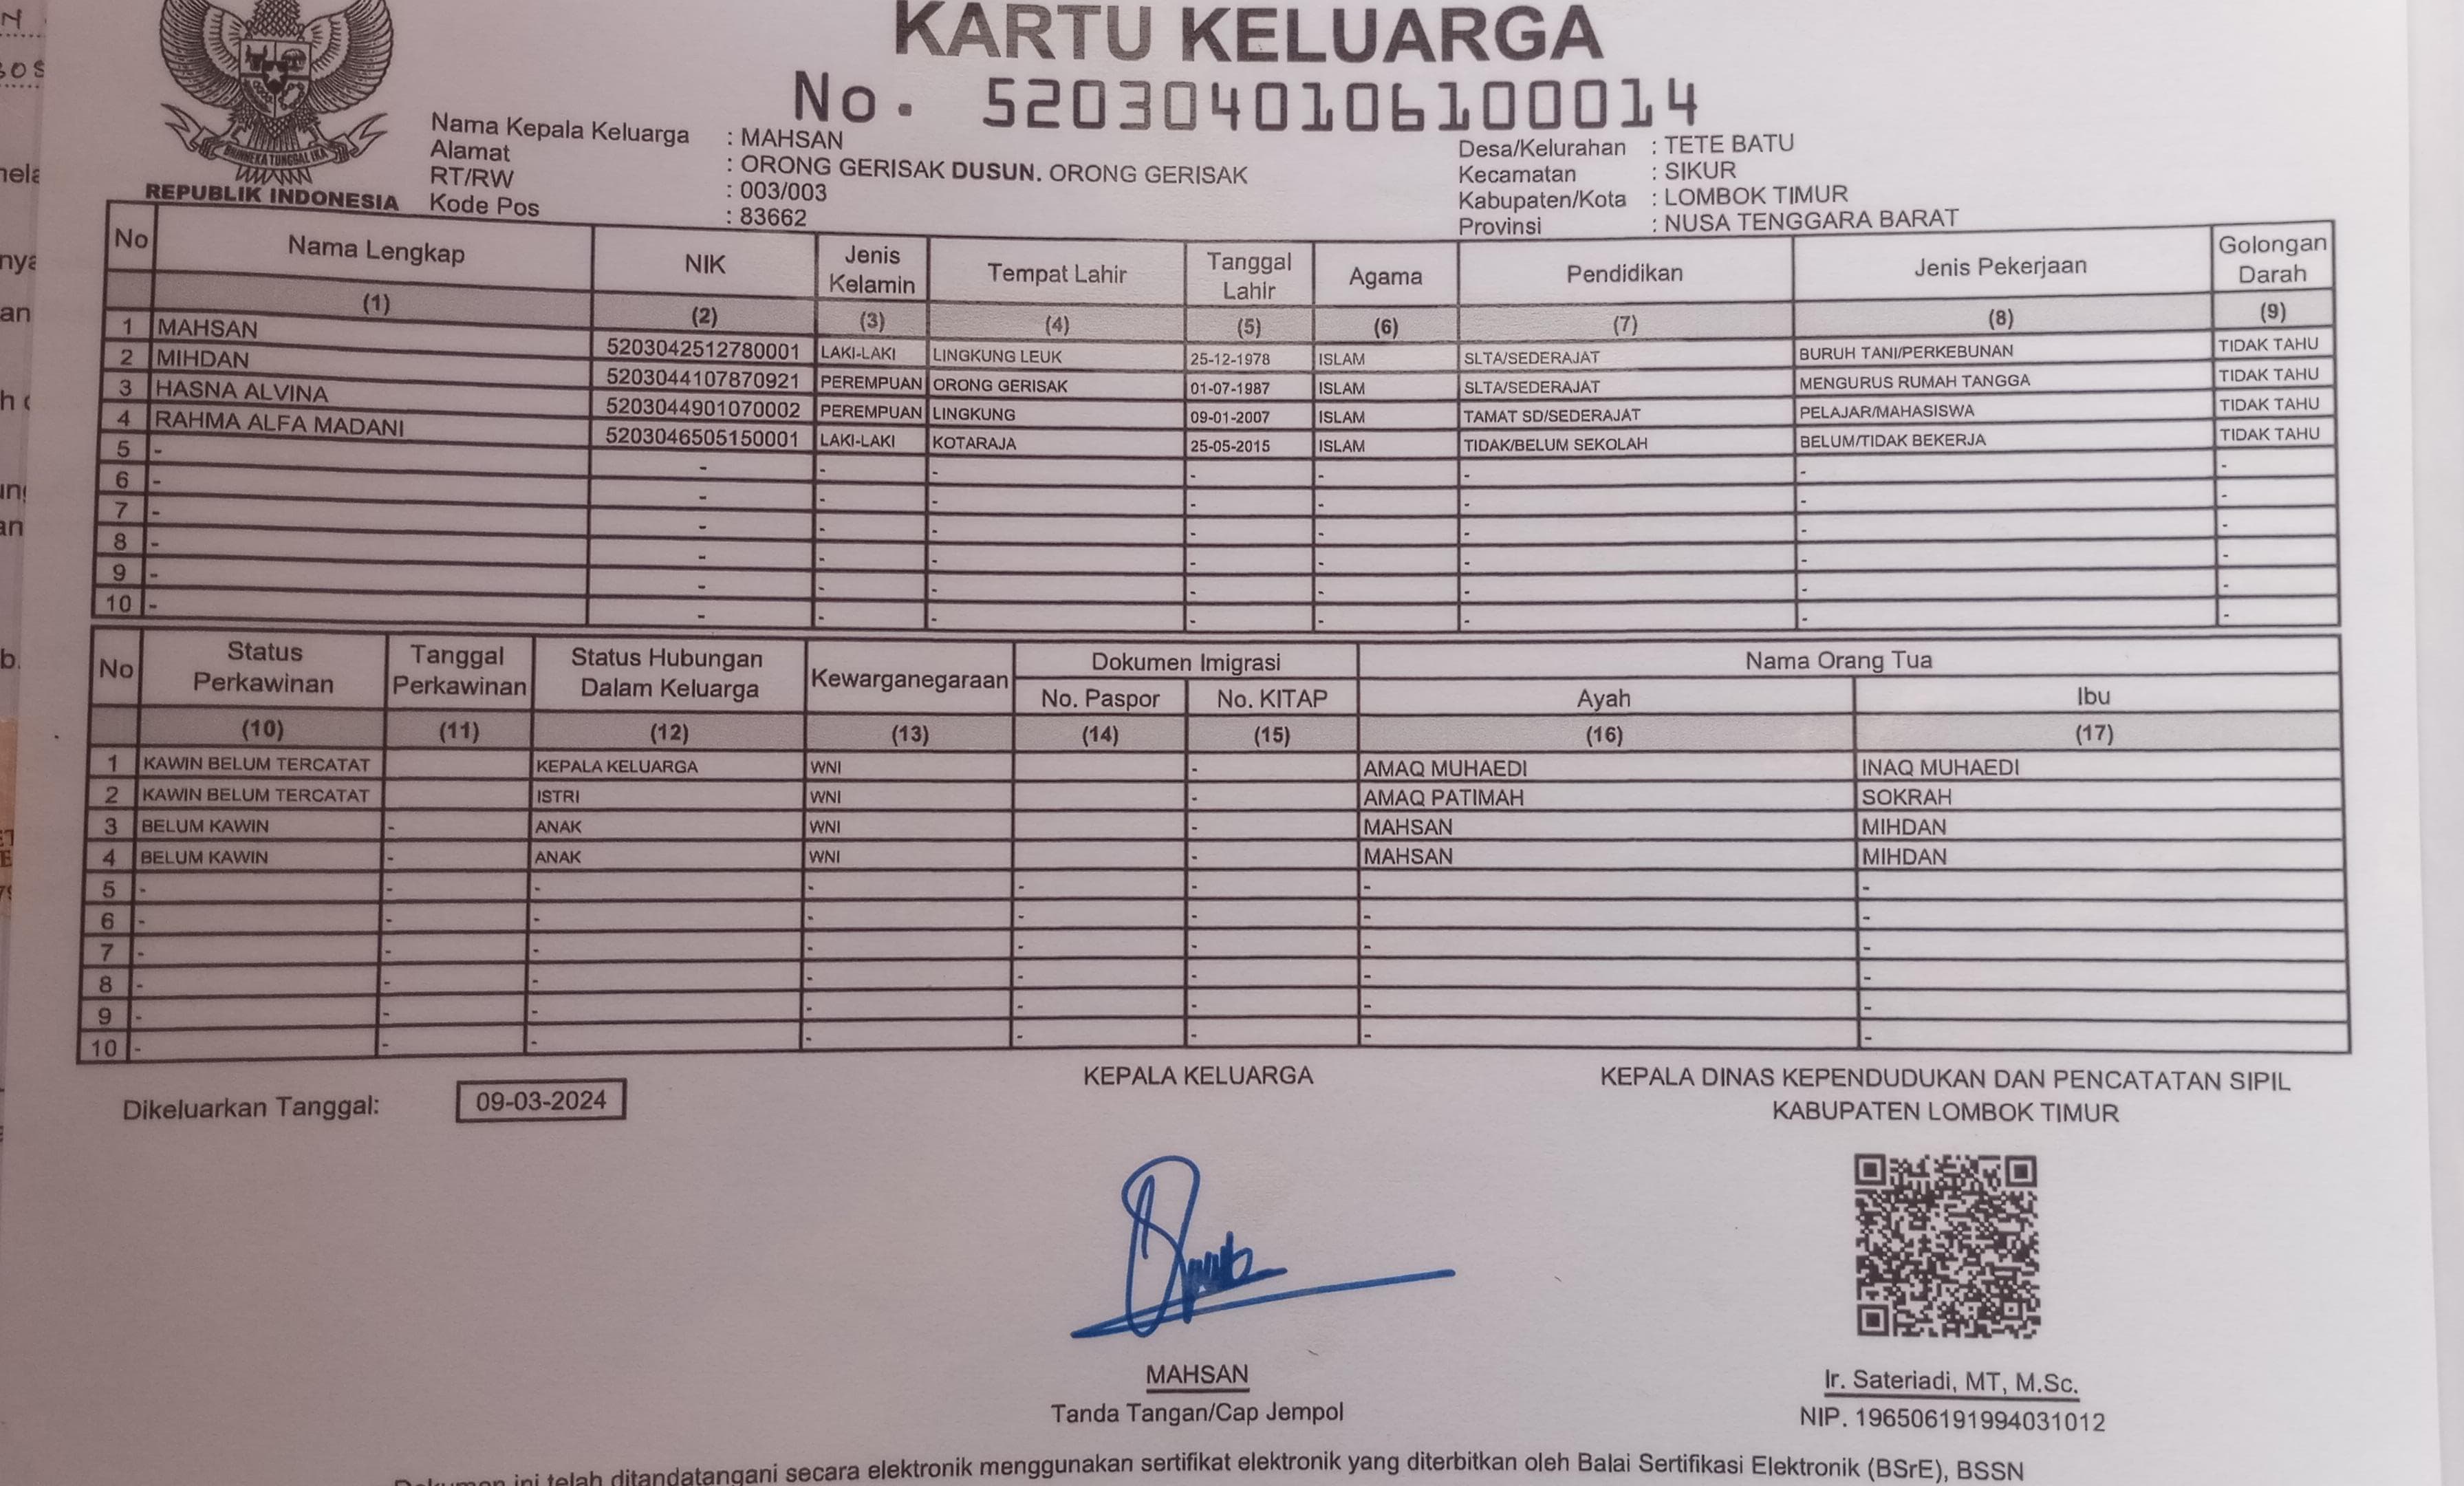 KARTU KELUARGA
No. 5203040106100014
BHINNEKA TUNGGAL IKA
REPUBLIK INDONESIA
Nama Kepala Keluarga : MAHSAN
Alamat : ORONG GERISAK DUSUN. ORONG GERISAK
RT/RW : 003/003
Kode Pos : 83662
Desa/Kelurahan : TETE BATU
Kecamatan : SIKUR
Kabupaten/Kota : LOMBOK TIMUR
Provinsi : NUSA TENGGARA BARAT
No Nama Lengkap NIK Jenis Kelamin Tempat Lahir Tanggal Lahir Agama Pendidikan Jenis Pekerjaan Golongan Darah
(1) (2) (3) (4) (5) (6) (7) (8) (9)
1 MAHSAN 5203042512780001 LAKI-LAKI LINGKUNG LEUK 25-12-1978 ISLAM SLTA/SEDERAJAT BURUH TANI/PERKEBUNAN TIDAK TAHU
2 MIHDAN 5203044107870921 PEREMPUAN ORONG GERISAK 01-07-1987 ISLAM SLTA/SEDERAJAT MENGURUS RUMAH TANGGA TIDAK TAHU
3 HASNA ALVINA 5203044901070002 PEREMPUAN LINGKUNG 09-01-2007 ISLAM TAMAT SD/SEDERAJAT PELAJAR/MAHASISWA TIDAK TAHU
4 RAHMA ALFA MADANI 5203046505150001 LAKI-LAKI KOTARAJA 25-05-2015 ISLAM TIDAK/BELUM SEKOLAH BELUM/TIDAK BEKERJA TIDAK TAHU
5 - - - - - - - - -
6 - - - - - - - - -
7 - - - - - - - - -
8 - - - - - - - - -
9 - - - - - - - - -
10 - - - - - - - - -
No Status Perkawinan Tanggal Perkawinan Status Hubungan Dalam Keluarga Kewarganegaraan Dokumen Imigrasi Nama Orang Tua
No. Paspor No. KITAP Ayah Ibu
(10) (11) (12) (13) (14) (15) (16) (17)
1 KAWIN BELUM TERCATAT KEPALA KELUARGA WNI - AMAQ MUHAEDI INAQ MUHAEDI
2 KAWIN BELUM TERCATAT ISTRI WNI - AMAQ PATIMAH SOKRAH
3 BELUM KAWIN - ANAK WNI - MAHSAN MIHDAN
4 BELUM KAWIN - ANAK WNI - MAHSAN MIHDAN
5 - - - - - - - -
6 - - - - - - - -
7 - - - - - - - -
8 - - - - - - - -
9 - - - - - - - -
10 - - - - - - - -
Dikeluarkan Tanggal: 09-03-2024
KEPALA KELUARGA
MAHSAN
Tanda Tangan/Cap Jempol
KEPALA DINAS KEPENDUDUKAN DAN PENCATATAN SIPIL
KABUPATEN LOMBOK TIMUR
Ir. Sateriadi, MT, M.Sc.
NIP. 196506191994031012
Dokumen ini telah ditandatangani secara elektronik menggunakan sertifikat elektronik yang diterbitkan oleh Balai Sertifikasi Elektronik (BSrE), BSSN